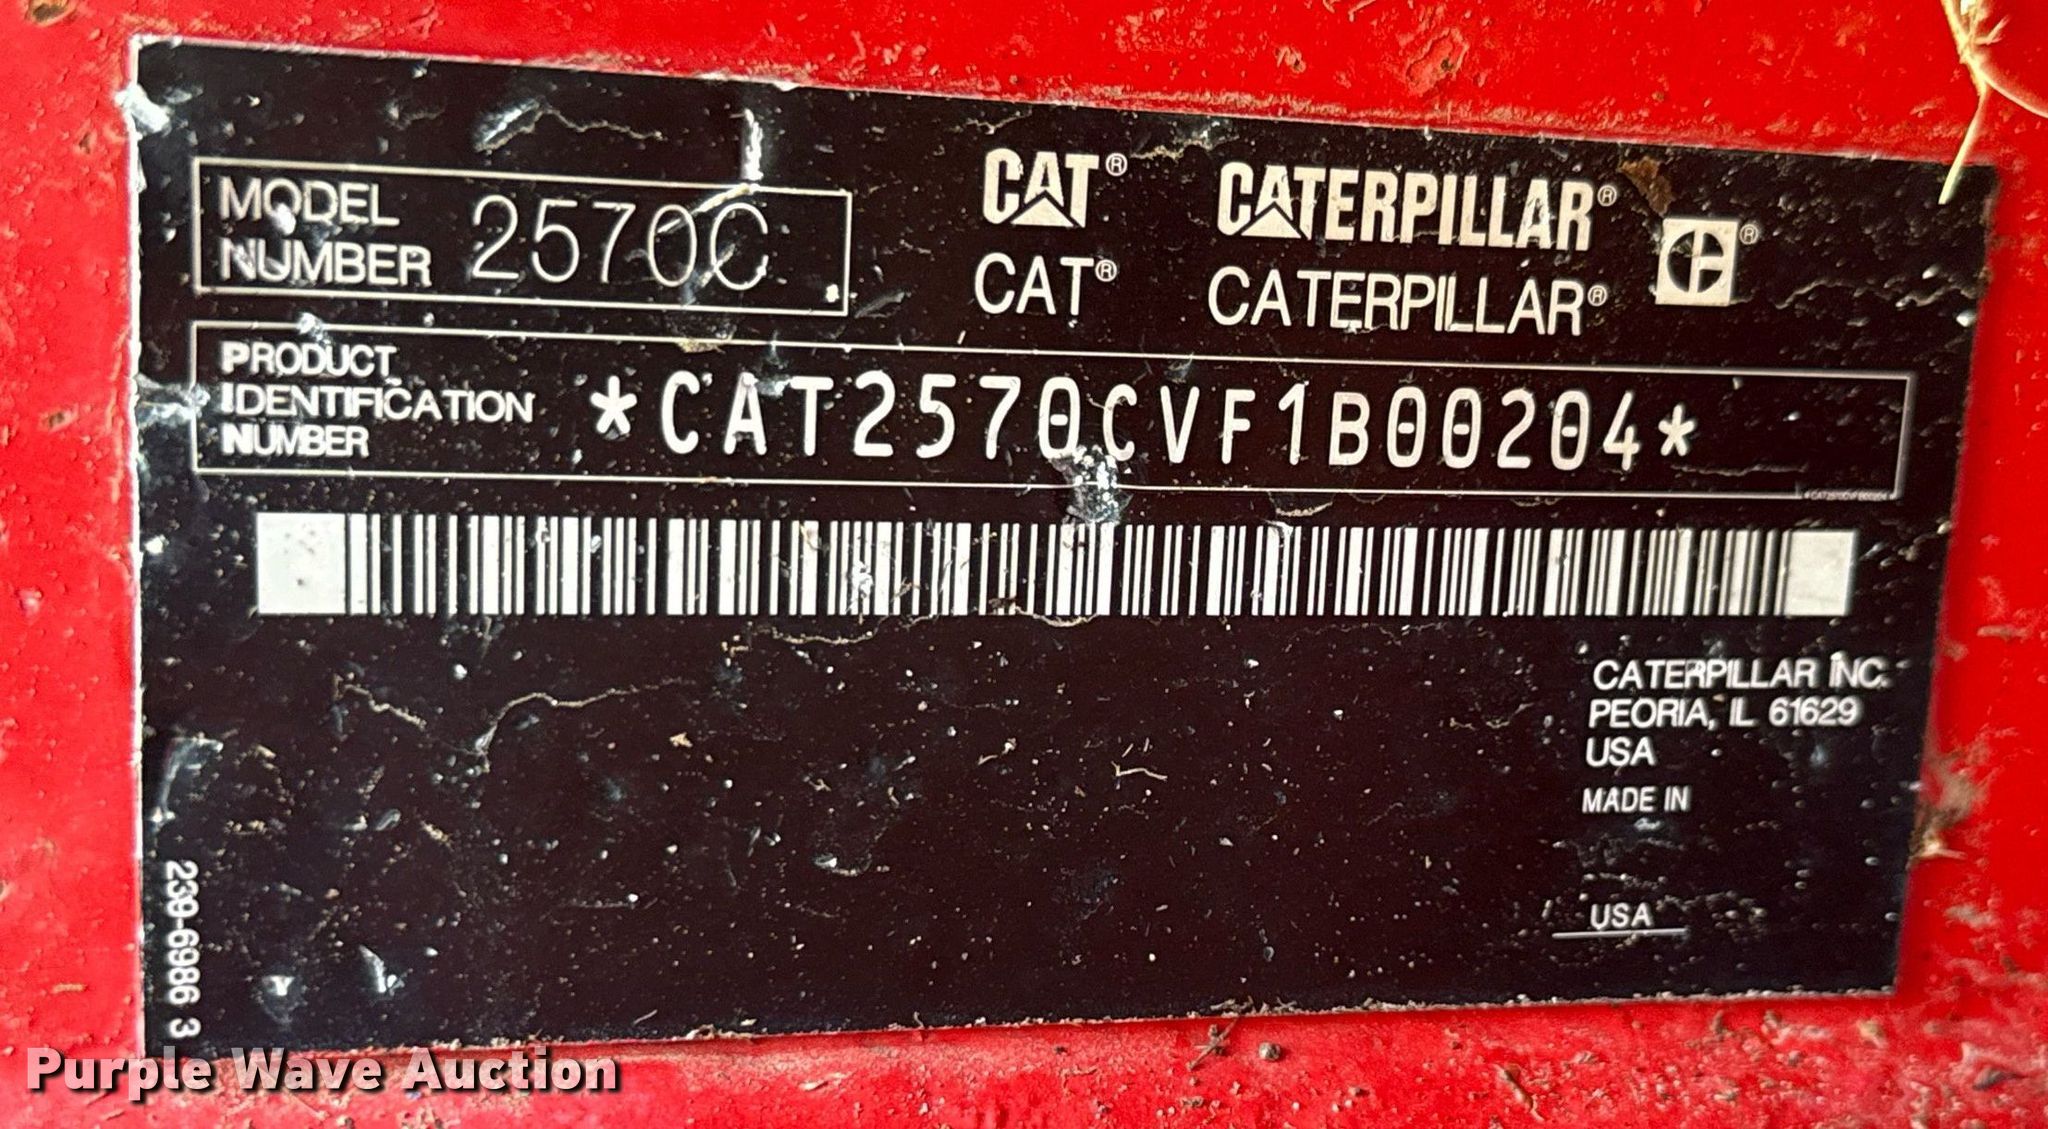 MODEL
NUMBER 2570C
CAT® CATERPILLAR® ®
CAT® CATERPILLAR®
PRODUCT
IDENTIFICATION
NUMBER
*CAT2570CVF1B00204*
CATERPILLAR INC.
PEORIA, IL 61629
USA
MADE IN
USA
239-6986 3
Purple Wave Auction